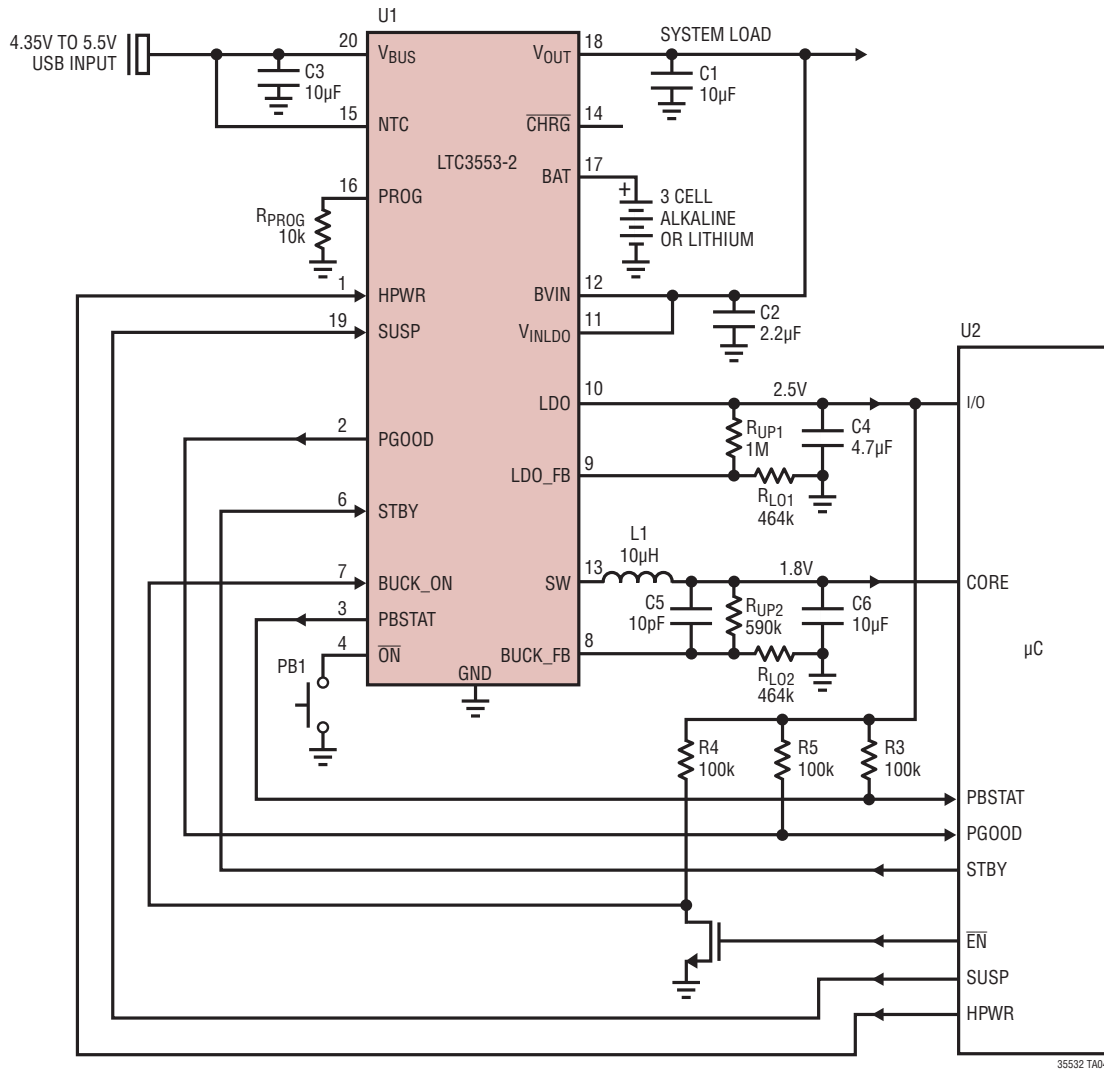 U1
4.35V TO 5.5V
USB INPUT
20
VBUS
C3
10µF
15
NTC
16
PROG
RPROG
10k
1
HPWR
19
SUSP
2
PGOOD
6
STBY
7
BUCK_ON
3
PBSTAT
4
ON
PB1
GND
LTC3553-2
VOUT
18
SYSTEM LOAD
C1
10µF
CHRG
14
BAT
17
+
3 CELL
ALKALINE
OR LITHIUM
BVIN
12
VINLDO
11
C2
2.2µF
LDO
10
2.5V
RUP1
1M
C4
4.7µF
LDO_FB
9
RLO1
464k
L1
10µH
SW
13
1.8V
C5
10pF
RUP2
590k
C6
10µF
BUCK_FB
8
RLO2
464k
R4
100k
R5
100k
R3
100k
U2
I/O
CORE
µC
PBSTAT
PGOOD
STBY
EN
SUSP
HPWR